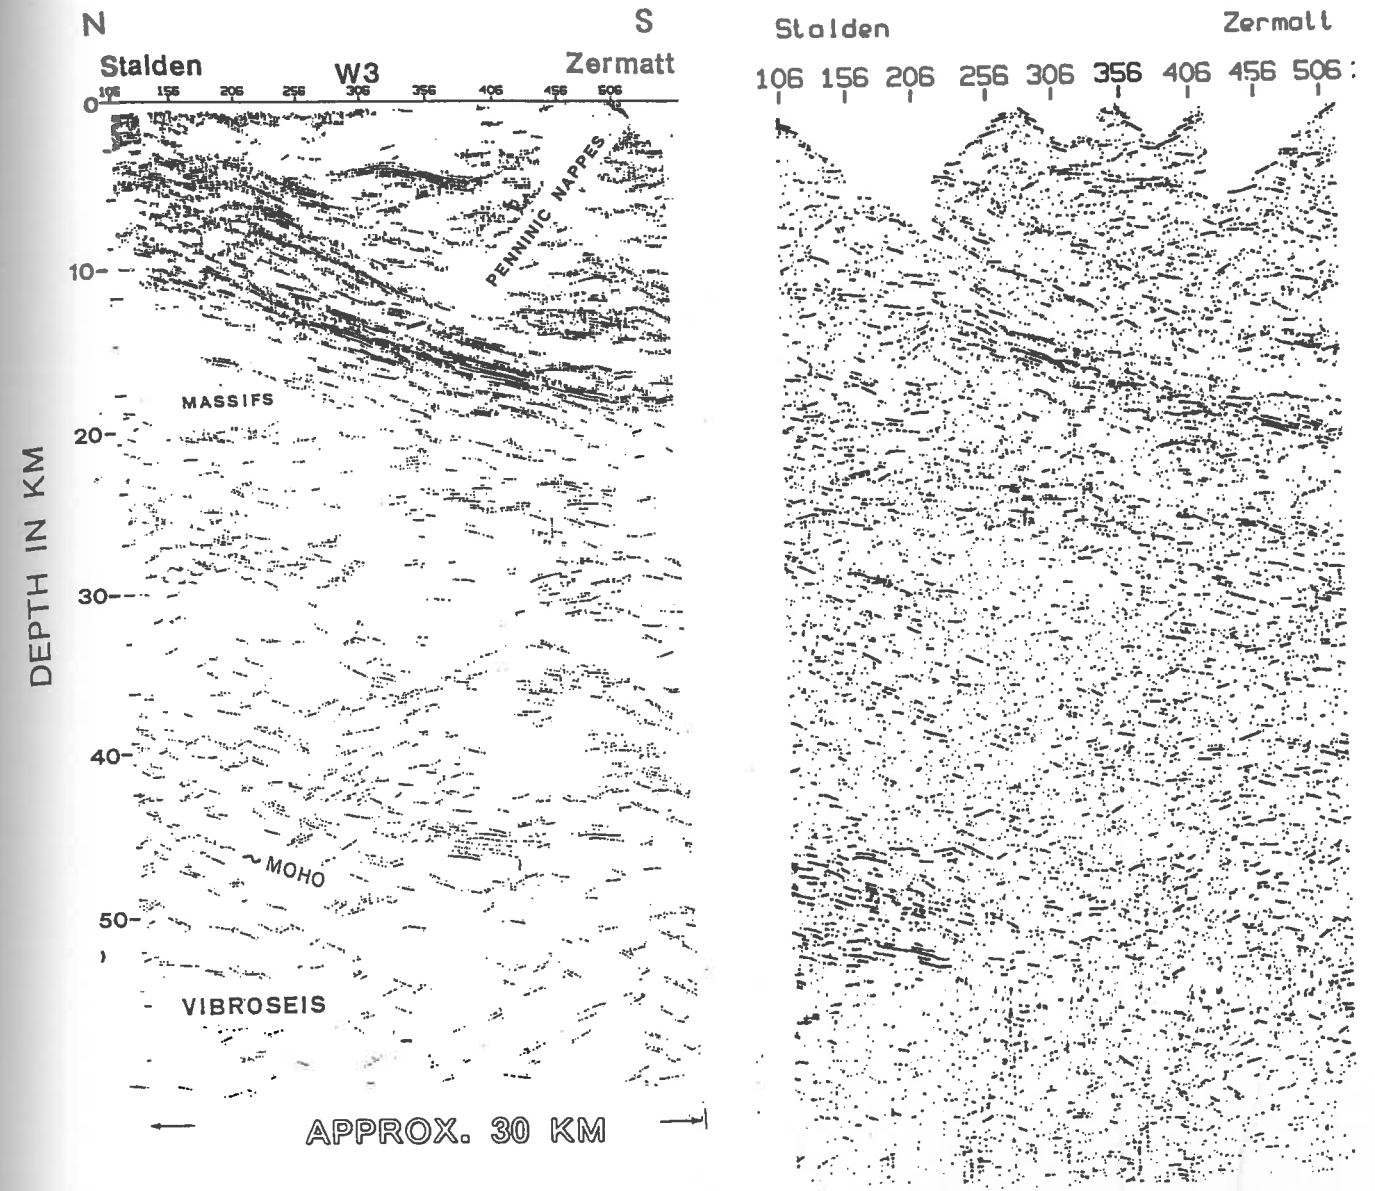 N S
Stalden W3 Zermatt
106 156 206 256 306 356 406 456 506
0
PENNINIC NAPPES
10
MASSIFS
20
DEPTH IN KM
30
40
~ MOHO
50
VIBROSEIS
APPROX. 30 KM
Stalden Zermatt
106 156 206 256 306 356 406 456 506 :